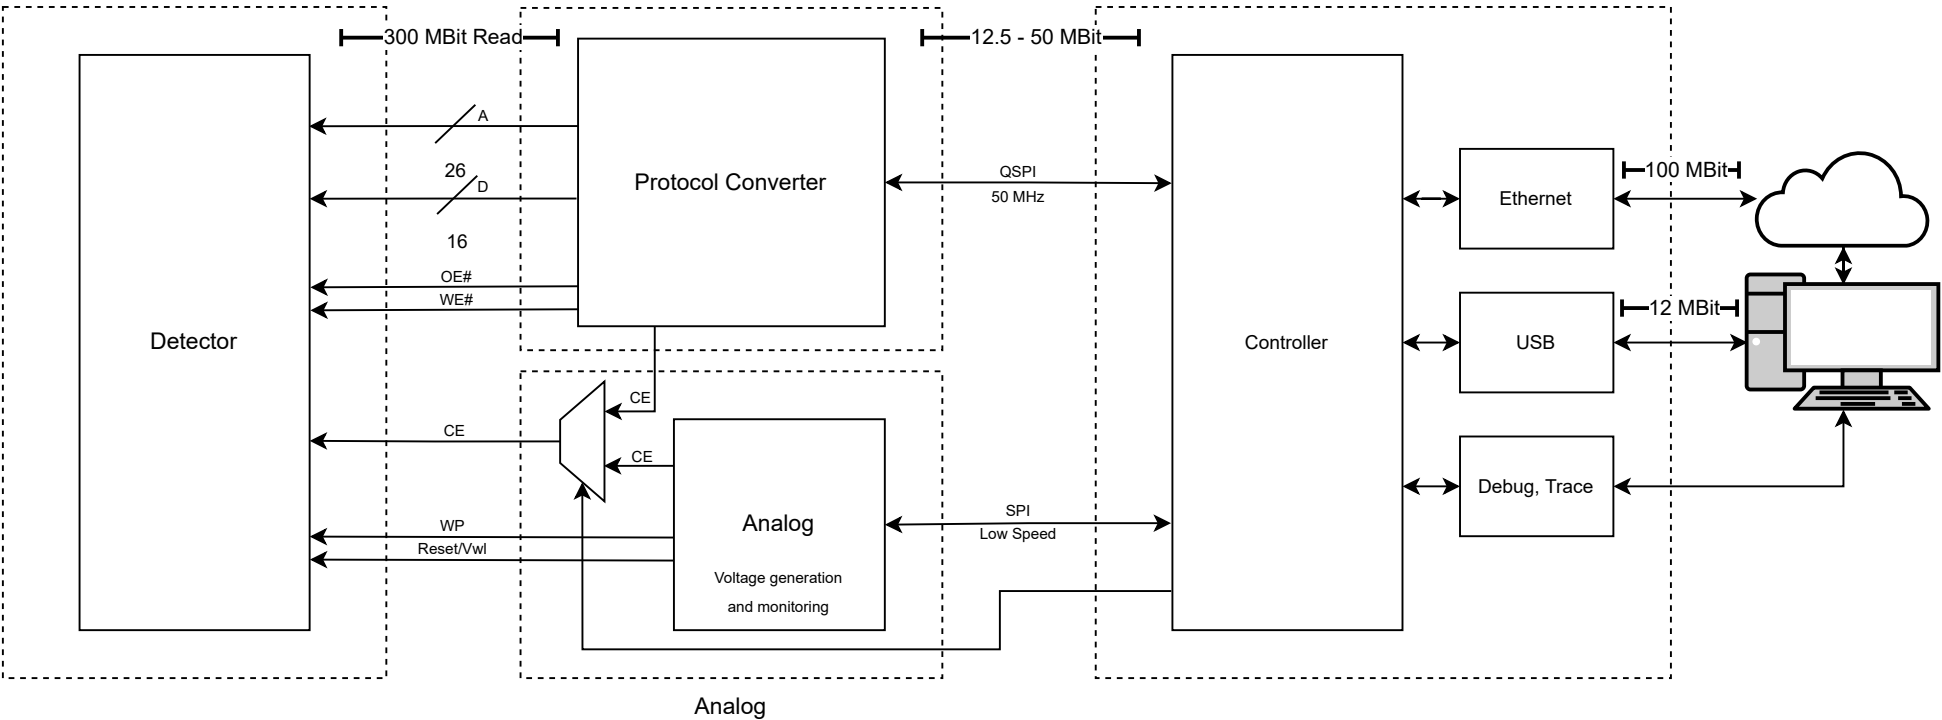 300 MBit Read
12.5 - 50 MBit
A
26
D
16
OE#
WE#
Protocol Converter
QSPI
50 MHz
Ethernet
100 MBit
12 MBit
Detector
Controller
USB
CE
CE
CE
WP
Reset/Vwl
Analog
Voltage generation
and monitoring
SPI
Low Speed
Debug, Trace
Analog